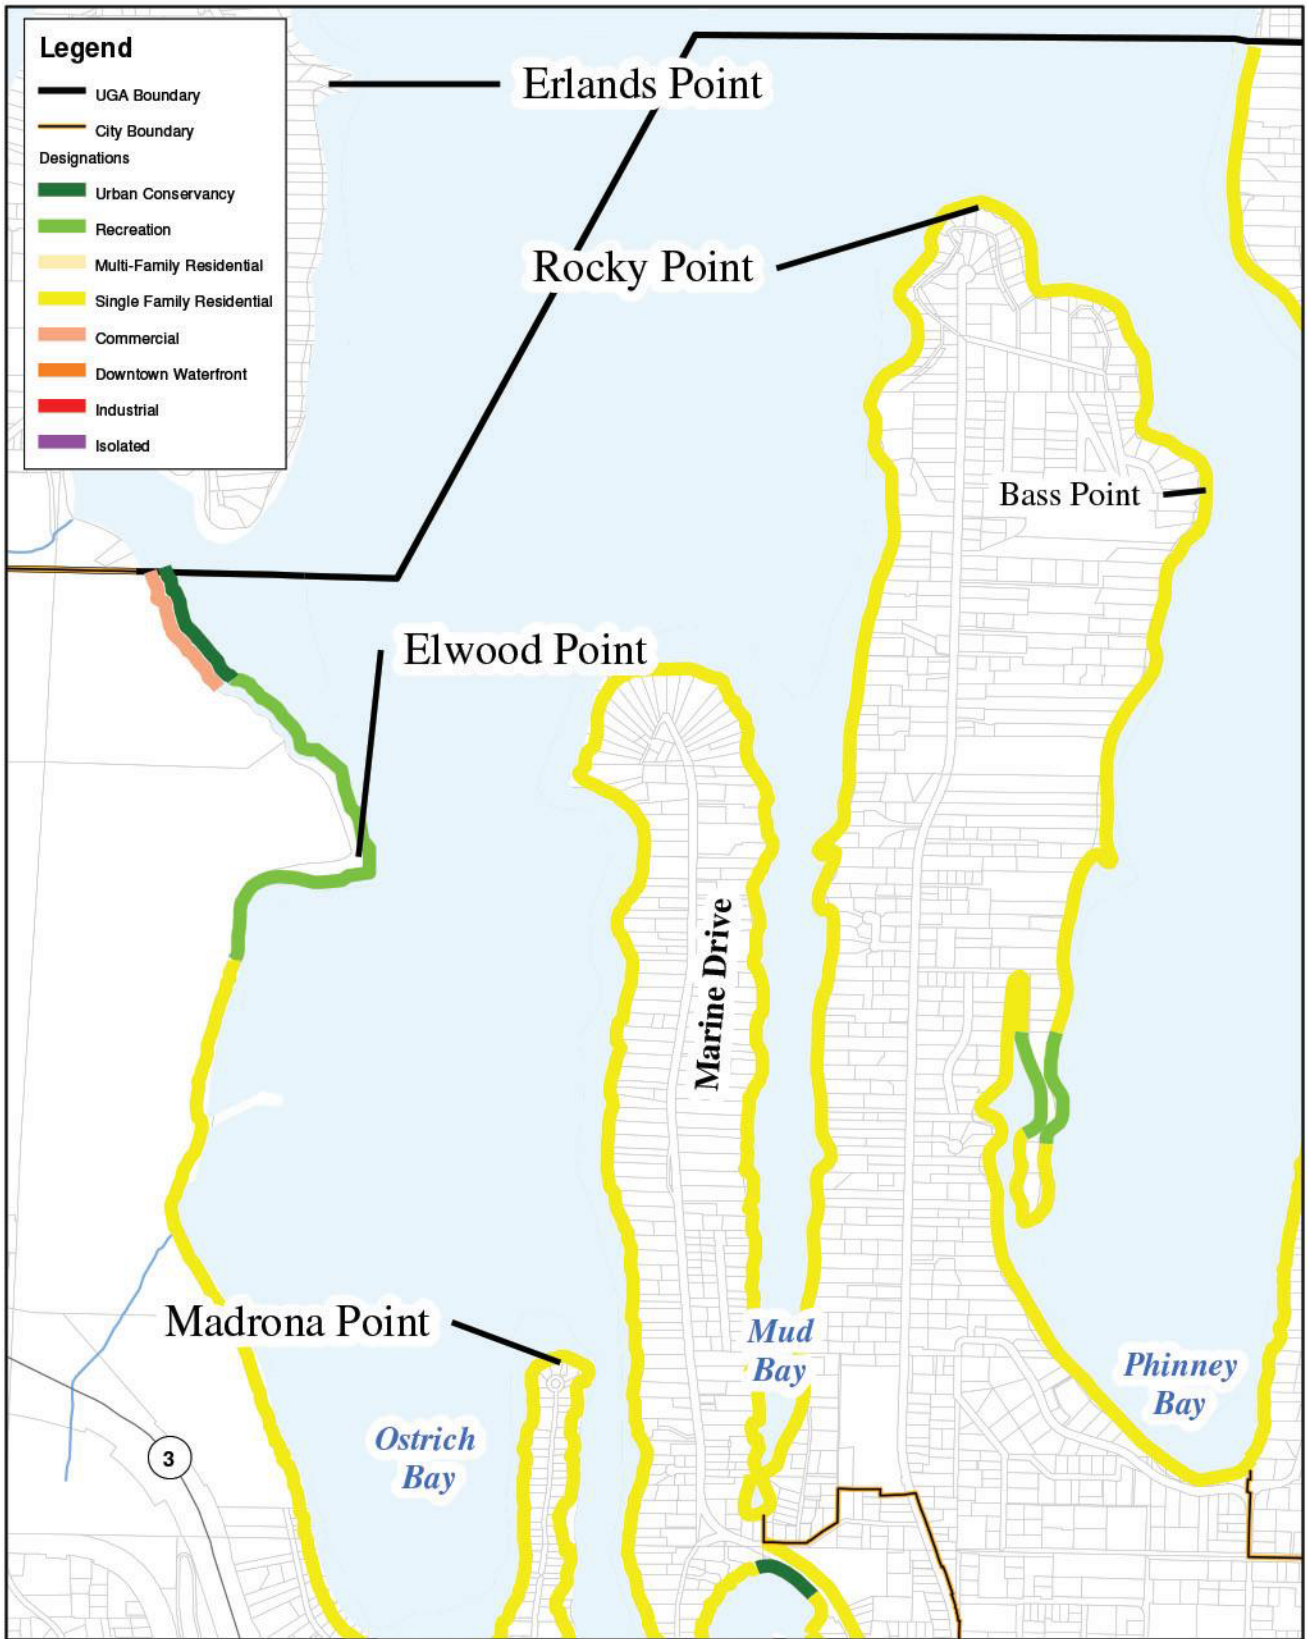 Legend
UGA Boundary
City Boundary
Designations
Urban Conservancy
Recreation
Multi-Family Residential
Single Family Residential
Commercial
Downtown Waterfront
Industrial
Isolated
Erlands Point
Rocky Point
Bass Point
Elwood Point
Marine Drive
Madrona Point
Mud
Bay
Phinney
Bay
Ostrich
Bay
3